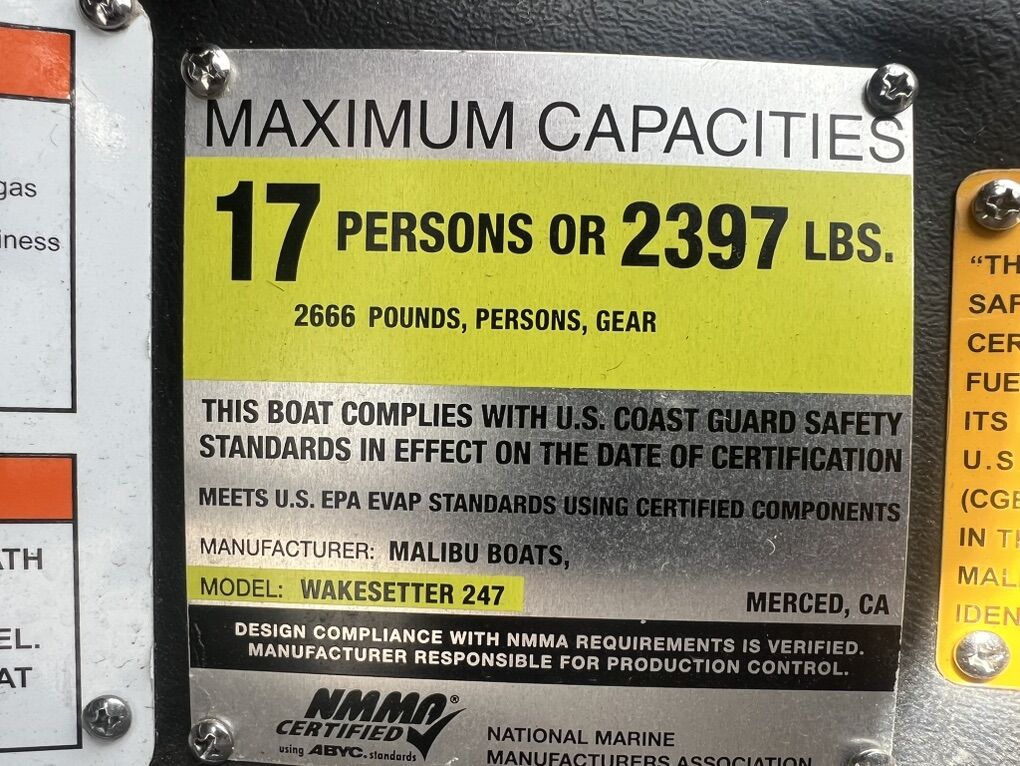 gas
iness
ATH
EL.
AT
MAXIMUM CAPACITIES
17 PERSONS OR 2397 LBS.
2666 POUNDS, PERSONS, GEAR
THIS BOAT COMPLIES WITH U.S. COAST GUARD SAFETY
STANDARDS IN EFFECT ON THE DATE OF CERTIFICATION
MEETS U.S. EPA EVAP STANDARDS USING CERTIFIED COMPONENTS
MANUFACTURER: MALIBU BOATS,
MODEL: WAKESETTER 247
MERCED, CA
DESIGN COMPLIANCE WITH NMMA REQUIREMENTS IS VERIFIED.
MANUFACTURER RESPONSIBLE FOR PRODUCTION CONTROL.
NMMA®
CERTIFIED
using ABYC. standards
NATIONAL MARINE
MANUFACTURERS ASSOCIATION
"TH
SAF
CER
FUE
ITS
U.S
(CGE
IN TH
MAL
IDEN